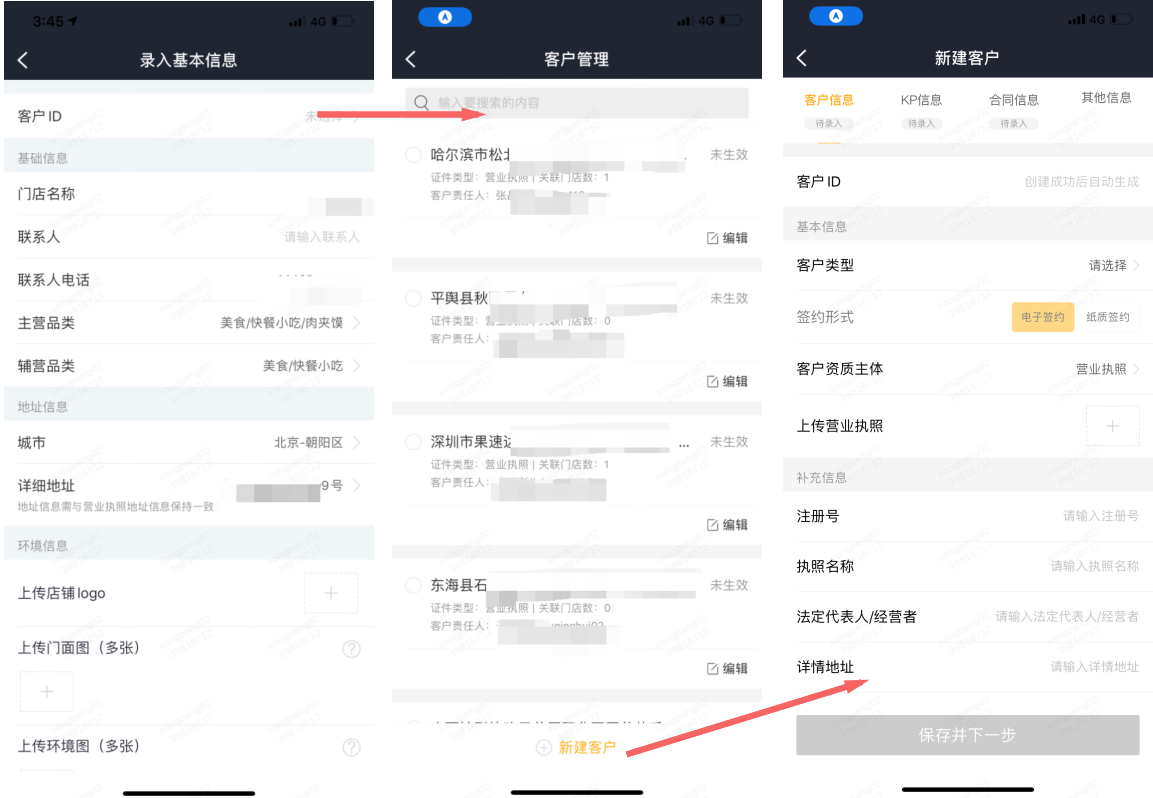 3:45
4G
录入基本信息
客户 ID
未选择
基础信息
门店名称
联系人
请输入联系人
联系人电话
主营品类
美食/快餐小吃/肉夹馍
辅营品类
美食/快餐小吃
地址信息
城市
北京-朝阳区
详细地址
9号
地址信息需与营业执照地址信息保持一致
环境信息
上传店铺logo
上传门面图（多张）
上传环境图（多张）
4G
客户管理
输入要搜索的内容
哈尔滨市松北
未生效
证件类型：营业执照 | 关联门店数：1
客户责任人：张
编辑
平舆县秋
未生效
证件类型：营业执照 | 关联门店数：0
客户责任人：
编辑
深圳市果速达
...
未生效
证件类型：营业执照 | 关联门店数：1
客户责任人：
编辑
东海县石
未生效
证件类型：营业执照 | 关联门店数：0
客户责任人：
编辑
新建客户
4G
新建客户
客户信息
KP信息
合同信息
其他信息
待录入
待录入
待录入
客户 ID
创建成功后自动生成
基本信息
客户类型
请选择
签约形式
电子签约
纸质签约
客户资质主体
营业执照
上传营业执照
补充信息
注册号
请输入注册号
执照名称
请输入执照名称
法定代表人/经营者
请输入法定代表人/经营者
详情地址
请输入详情地址
保存并下一步